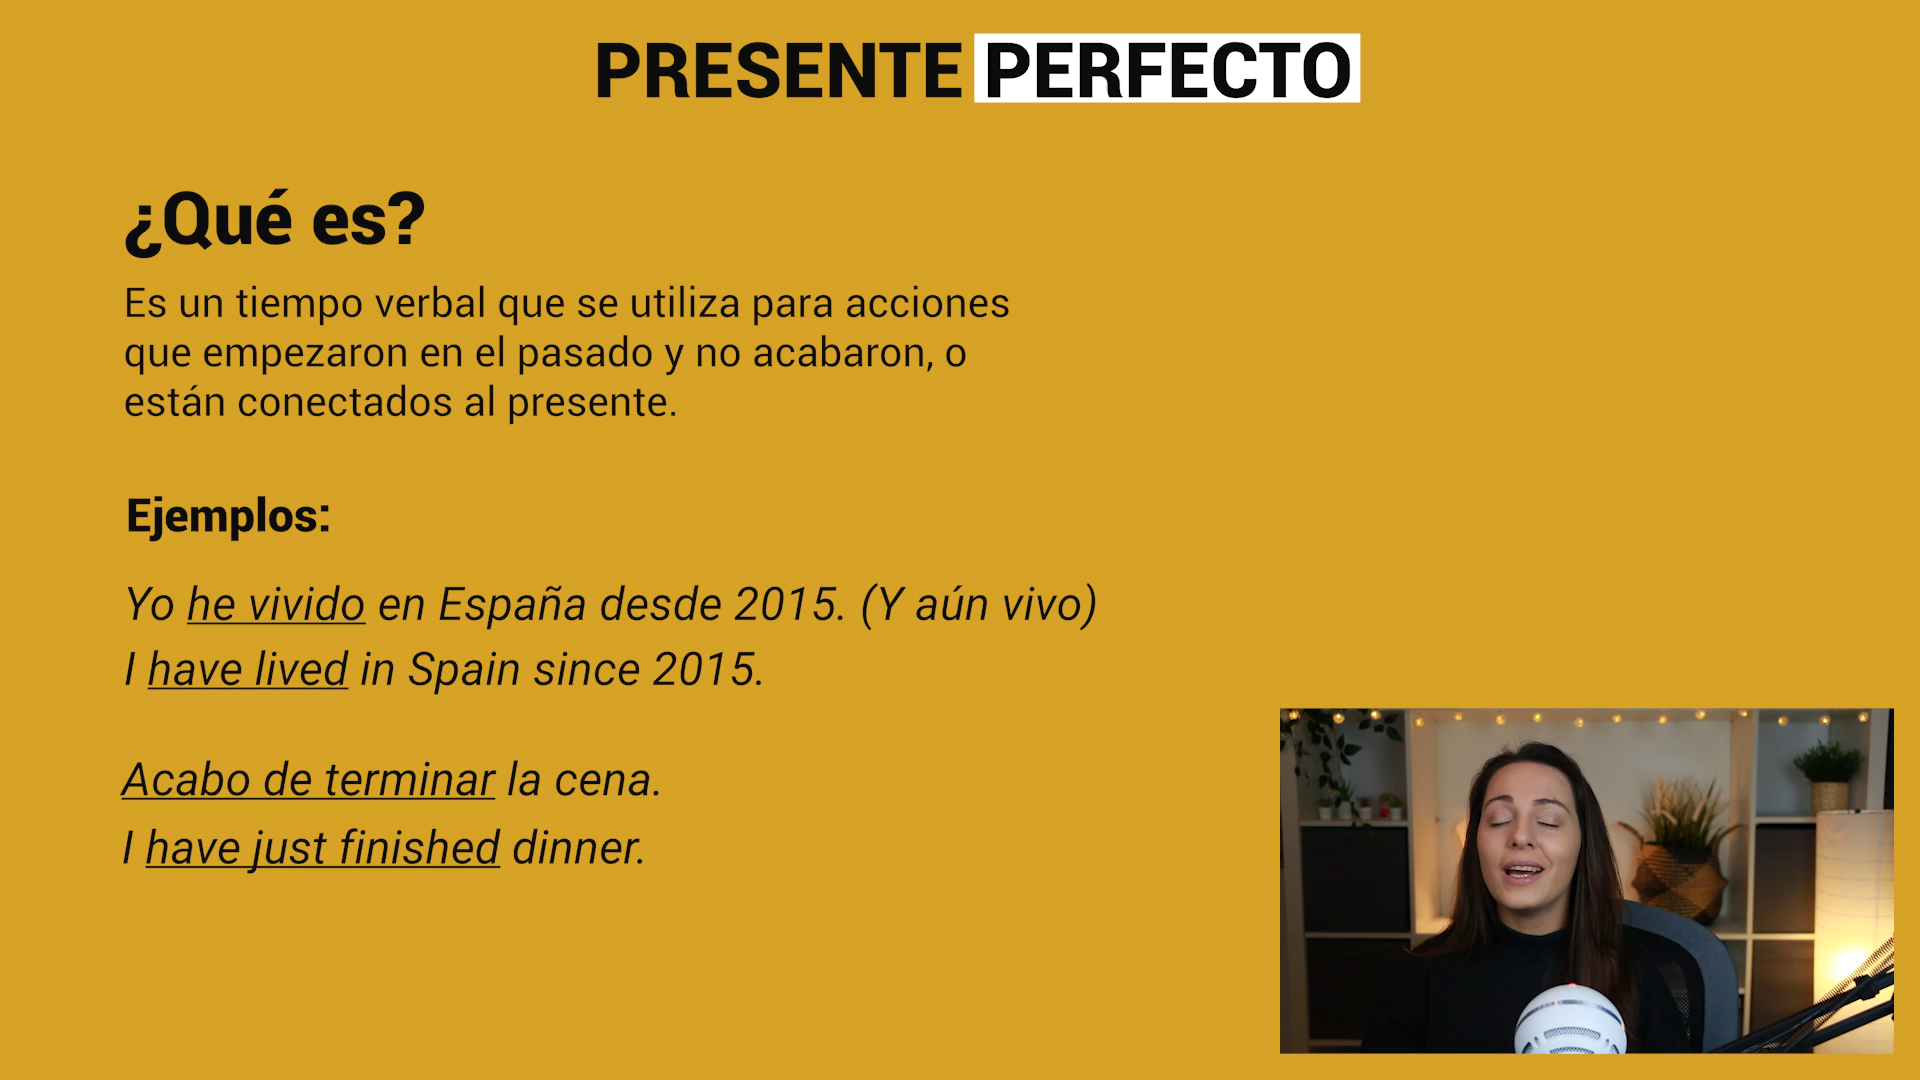 PRESENTE PERFECTO
¿Qué es?
Es un tiempo verbal que se utiliza para acciones
que empezaron en el pasado y no acabaron, o
están conectados al presente.
Ejemplos:
Yo he vivido en España desde 2015. (Y aún vivo)
I have lived in Spain since 2015.
Acabo de terminar la cena.
I have just finished dinner.